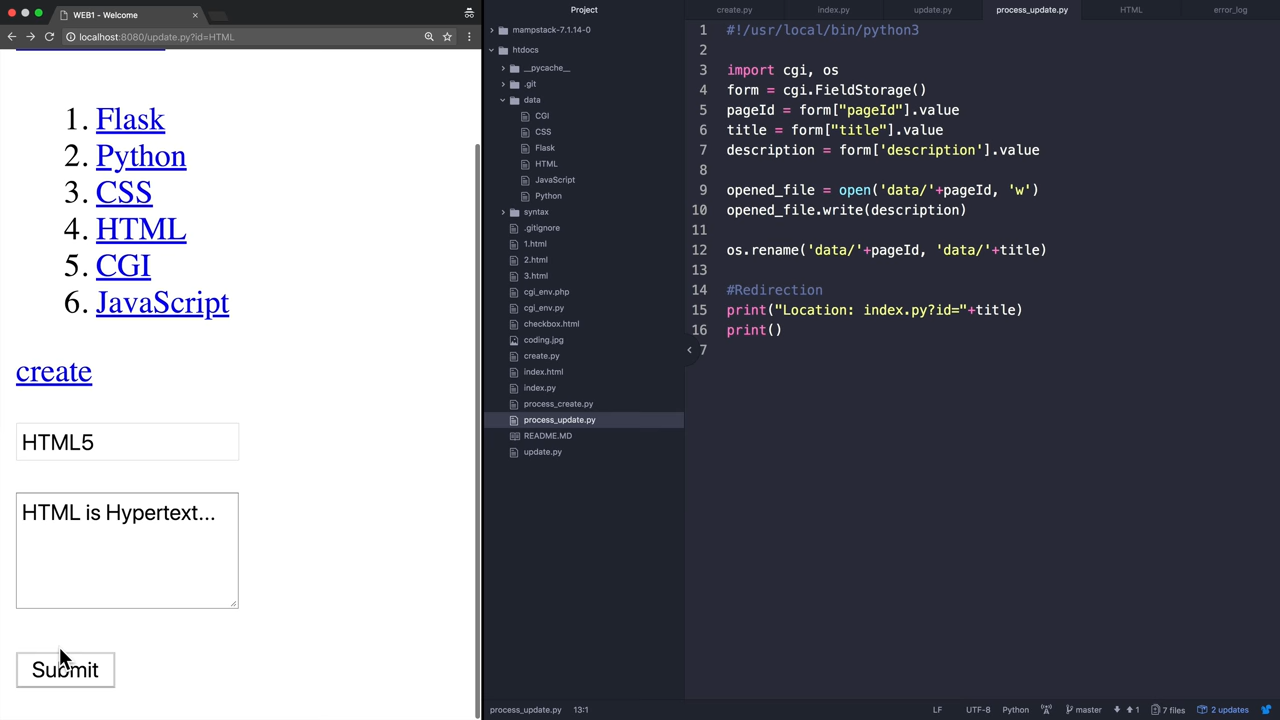 WEB1 - Welcome
localhost:8080/update.py?id=HTML
1. Flask
2. Python
3. CSS
4. HTML
5. CGI
6. JavaScript
create
HTML5
HTML is Hypertext...
Submit
Project
mampstack-7.1.14-0
htdocs
__pycache__
.git
data
CGI
CSS
Flask
HTML
JavaScript
Python
syntax
.gitignore
1.html
2.html
3.html
cgi_env.php
cgi_env.py
checkbox.html
coding.jpg
create.py
index.html
index.py
process_create.py
process_update.py
README.MD
update.py
create.py index.py update.py process_update.py HTML error_log
1 #!/usr/local/bin/python3
2
3 import cgi, os
4 form = cgi.FieldStorage()
5 pageId = form["pageId"].value
6 title = form["title"].value
7 description = form['description'].value
8
9 opened_file = open('data/'+pageId, 'w')
10 opened_file.write(description)
11
12 os.rename('data/'+pageId, 'data/'+title)
13
14 #Redirection
15 print("Location: index.py?id="+title)
16 print()
7
process_update.py 13:1 LF UTF-8 Python master 1 7 files 2 updates